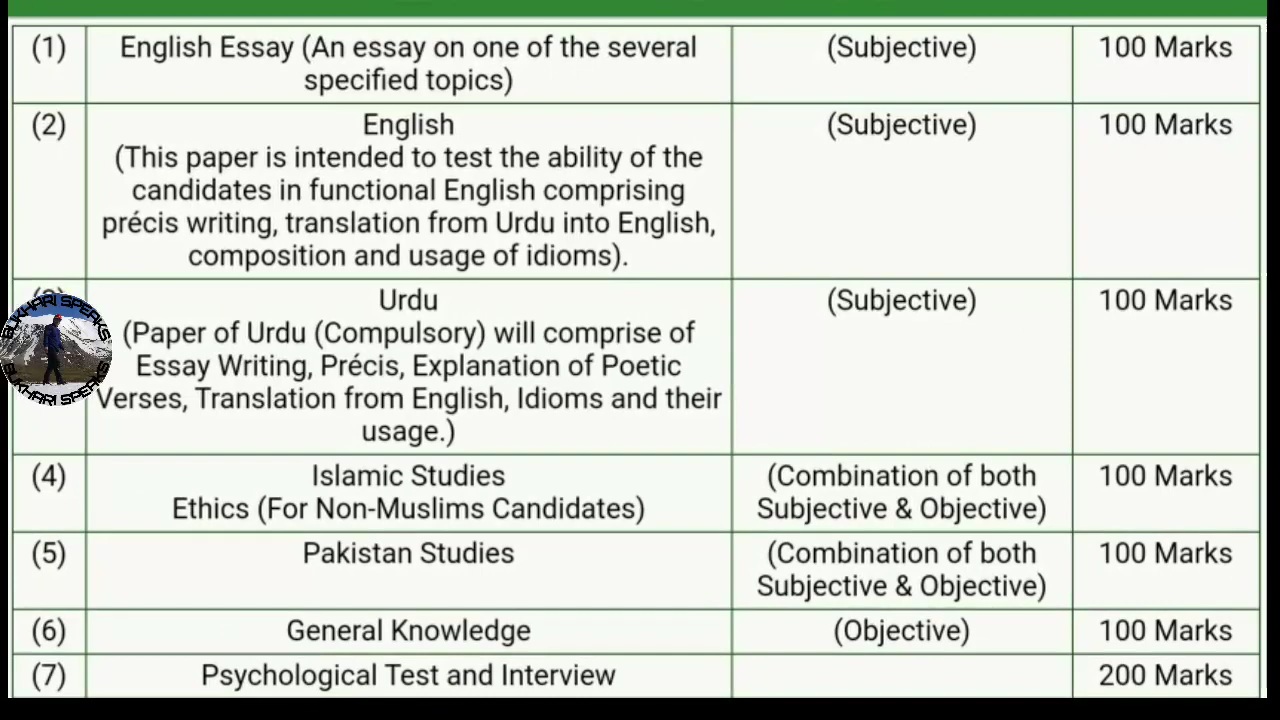 (1) English Essay (An essay on one of the several (Subjective) 100 Marks
specified topics)
(2) English (Subjective) 100 Marks
(This paper is intended to test the ability of the
candidates in functional English comprising
précis writing, translation from Urdu into English,
composition and usage of idioms).
Urdu (Subjective) 100 Marks
(Paper of Urdu (Compulsory) will comprise of
Essay Writing, Précis, Explanation of Poetic
Verses, Translation from English, Idioms and their
usage.)
BUKHARI SPEAKS
BUKHARI SPEAKS
(4) Islamic Studies (Combination of both 100 Marks
Ethics (For Non-Muslims Candidates) Subjective & Objective)
(5) Pakistan Studies (Combination of both 100 Marks
Subjective & Objective)
(6) General Knowledge (Objective) 100 Marks
(7) Psychological Test and Interview 200 Marks